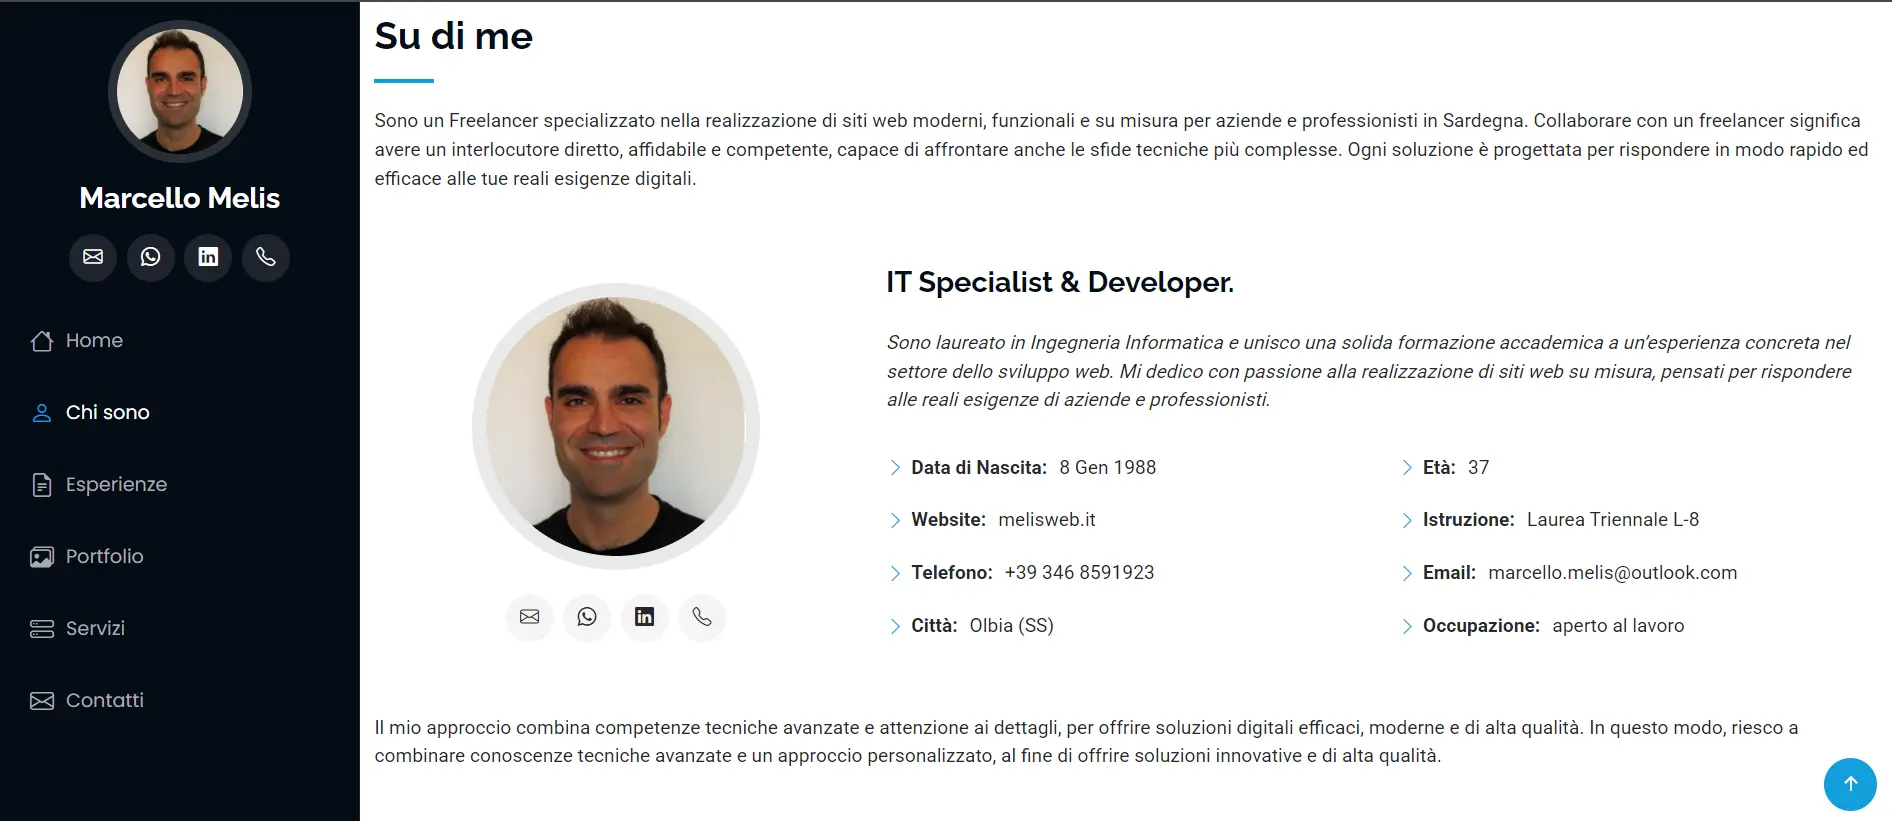 Marcello Melis
Home
Chi sono
Esperienze
Portfolio
Servizi
Contatti
Su di me
Sono un Freelancer specializzato nella realizzazione di siti web moderni, funzionali e su misura per aziende e professionisti in Sardegna. Collaborare con un freelancer significa
avere un interlocutore diretto, affidabile e competente, capace di affrontare anche le sfide tecniche più complesse. Ogni soluzione è progettata per rispondere in modo rapido ed
efficace alle tue reali esigenze digitali.
IT Specialist & Developer.
Sono laureato in Ingegneria Informatica e unisco una solida formazione accademica a un’esperienza concreta nel
settore dello sviluppo web. Mi dedico con passione alla realizzazione di siti web su misura, pensati per rispondere
alle reali esigenze di aziende e professionisti.
Data di Nascita: 8 Gen 1988
Età: 37
Website: melisweb.it
Istruzione: Laurea Triennale L-8
Telefono: +39 346 8591923
Email: marcello.melis@outlook.com
Città: Olbia (SS)
Occupazione: aperto al lavoro
Il mio approccio combina competenze tecniche avanzate e attenzione ai dettagli, per offrire soluzioni digitali efficaci, moderne e di alta qualità. In questo modo, riesco a
combinare conoscenze tecniche avanzate e un approccio personalizzato, al fine di offrire soluzioni innovative e di alta qualità.